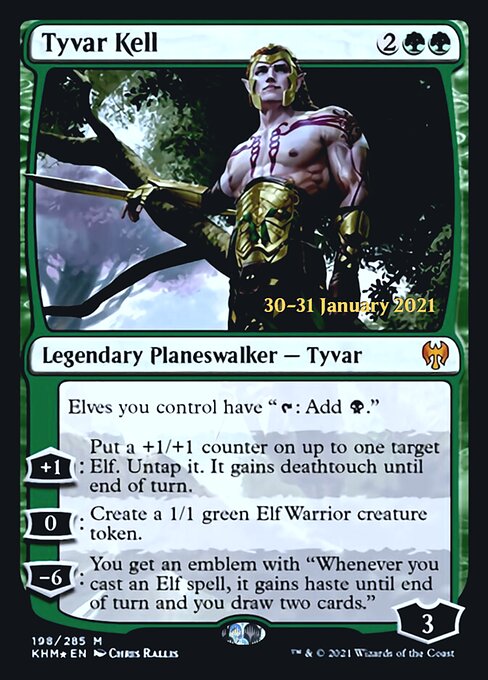 Tyvar Kell 2
30-31 January 2021
Legendary Planeswalker — Tyvar
Elves you control have “: Add .”
Put a +1/+1 counter on up to one target
+1 : Elf. Untap it. It gains deathtouch until
end of turn.
0 : Create a 1/1 green Elf Warrior creature
token.
You get an emblem with “Whenever you
-6 : cast an Elf spell, it gains haste until end
of turn and you draw two cards.”
3
198/285 M
KHM★EN Chris Rallis
™ & © 2021 Wizards of the Coast